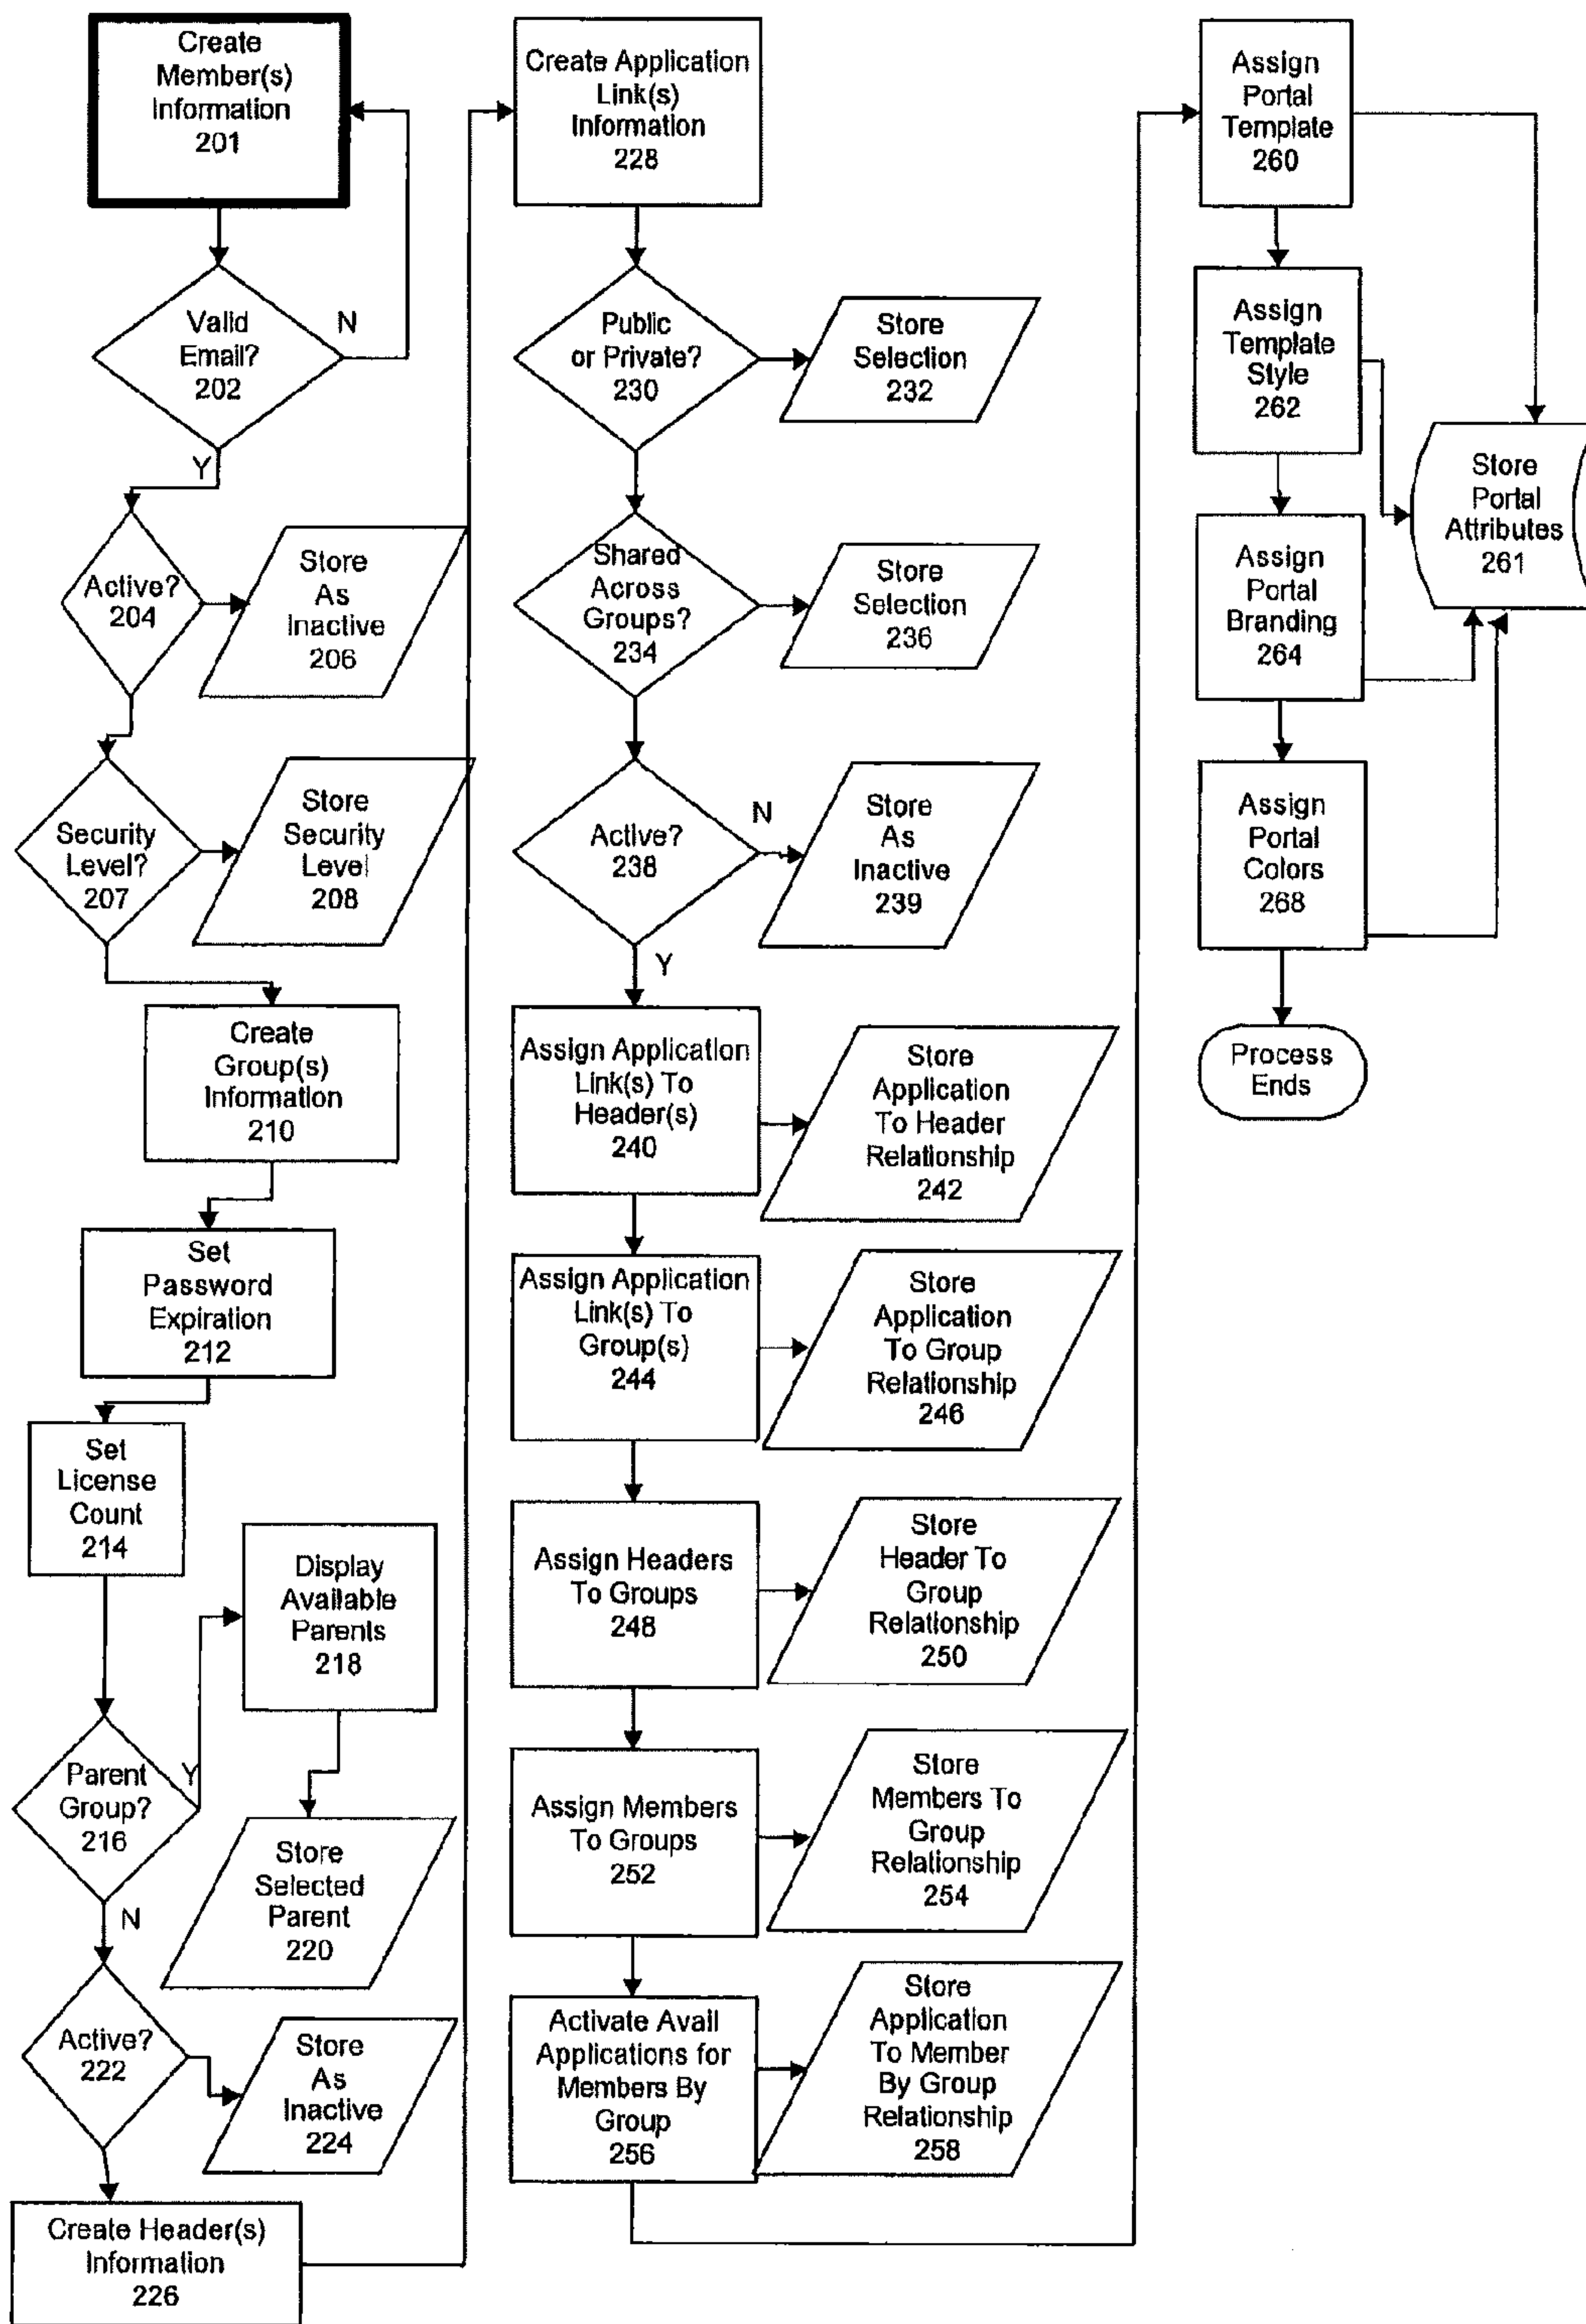 Create
Member(s)
Information
201
Valid
Email?
202
N
Y
Active?
204
Store
As
Inactive
206
Security
Level?
207
Store
Security
Level
208
Create
Group(s)
Information
210
Set
Password
Expiration
212
Set
License
Count
214
Display
Available
Parents
218
Parent
Group?
216
Y
N
Store
Selected
Parent
220
Active?
222
Store
As
Inactive
224
Create Header(s)
Information
226
Create Application
Link(s)
Information
228
Public
or Private?
230
Store
Selection
232
Shared
Across
Groups?
234
Store
Selection
236
Active?
238
N
Y
Store
As
Inactive
239
Assign Application
Link(s) To
Header(s)
240
Store
Application
To Header
Relationship
242
Assign Application
Link(s) To
Group(s)
244
Store
Application
To Group
Relationship
246
Assign Headers
To Groups
248
Store
Header To
Group
Relationship
250
Assign Members
To Groups
252
Store
Members To
Group
Relationship
254
Activate Avail
Applications for
Members By
Group
256
Store
Application
To Member
By Group
Relationship
258
Assign
Portal
Template
260
Assign
Template
Style
262
Store
Portal
Attributes
261
Assign
Portal
Branding
264
Assign
Portal
Colors
268
Process
Ends